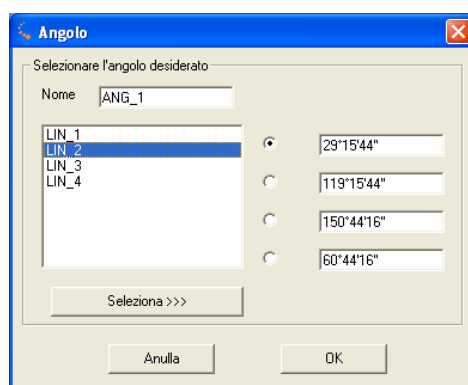 Angolo
Selezionare l'angolo desiderato
Nome ANG_1
LIN_1
LIN_2
LIN_3
LIN_4
29°15'44"
119°15'44"
150°44'16"
60°44'16"
Seleziona >>>
Anulla OK